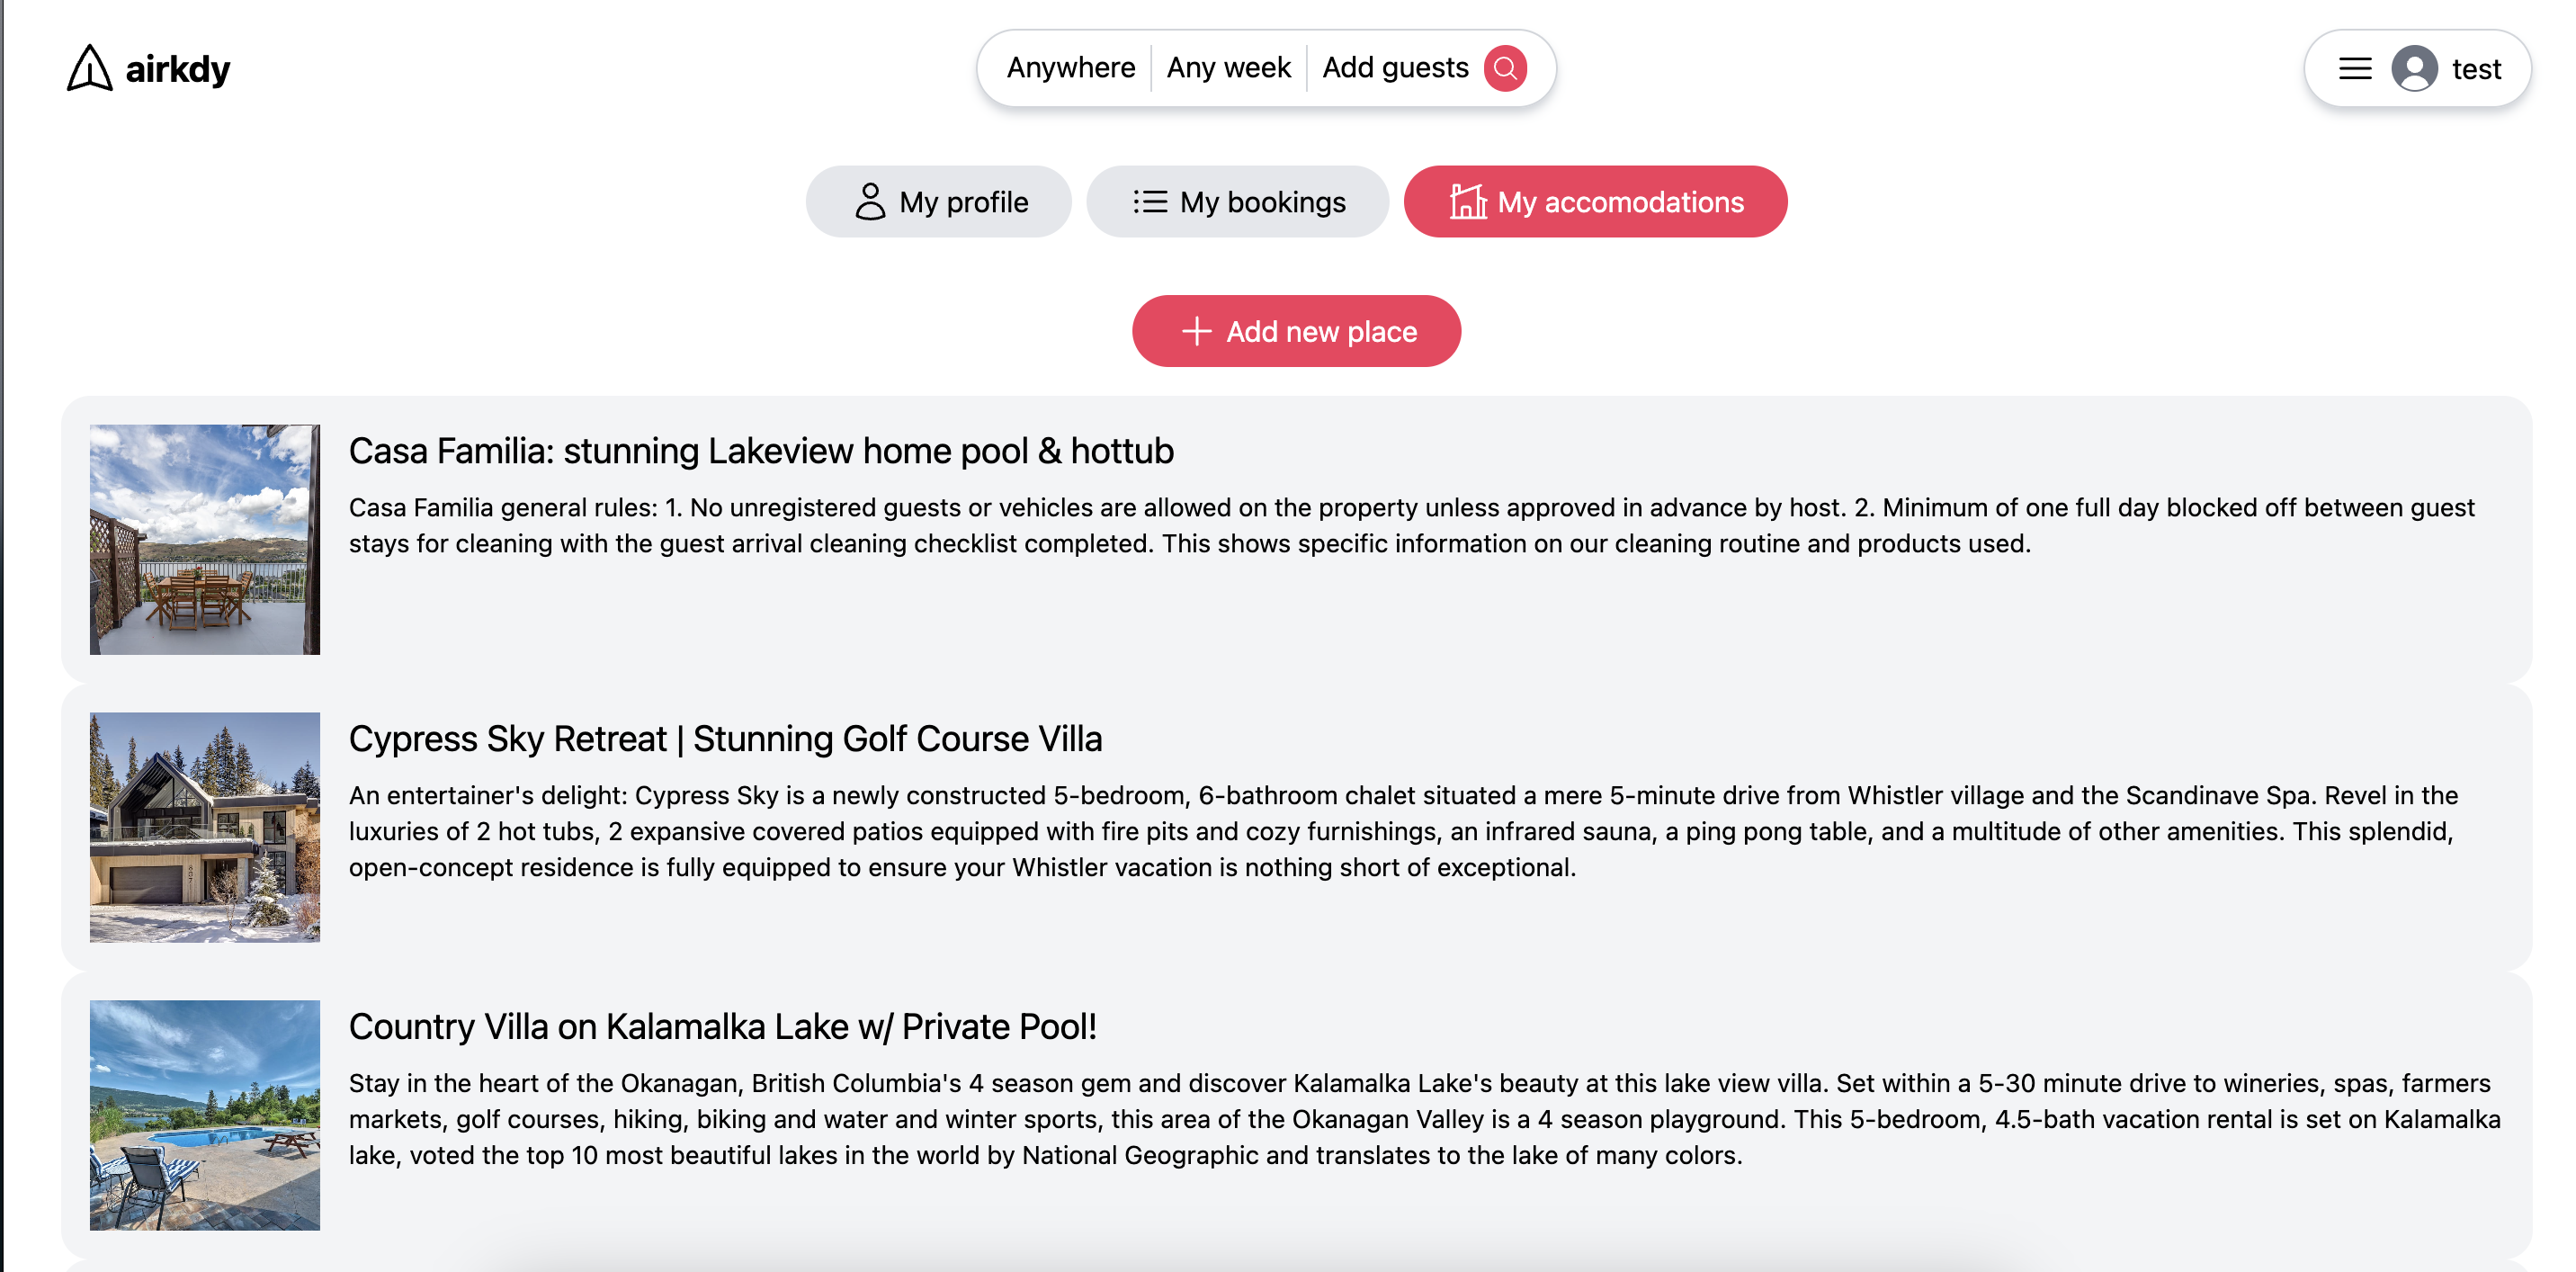 airkdy
Anywhere
Any week
Add guests
test
My profile
My bookings
My accomodations
Add new place
Casa Familia: stunning Lakeview home pool & hottub
Casa Familia general rules: 1. No unregistered guests or vehicles are allowed on the property unless approved in advance by host. 2. Minimum of one full day blocked off between guest
stays for cleaning with the guest arrival cleaning checklist completed. This shows specific information on our cleaning routine and products used.
Cypress Sky Retreat | Stunning Golf Course Villa
An entertainer's delight: Cypress Sky is a newly constructed 5-bedroom, 6-bathroom chalet situated a mere 5-minute drive from Whistler village and the Scandinave Spa. Revel in the
luxuries of 2 hot tubs, 2 expansive covered patios equipped with fire pits and cozy furnishings, an infrared sauna, a ping pong table, and a multitude of other amenities. This splendid,
open-concept residence is fully equipped to ensure your Whistler vacation is nothing short of exceptional.
Country Villa on Kalamalka Lake w/ Private Pool!
Stay in the heart of the Okanagan, British Columbia's 4 season gem and discover Kalamalka Lake's beauty at this lake view villa. Set within a 5-30 minute drive to wineries, spas, farmers
markets, golf courses, hiking, biking and water and winter sports, this area of the Okanagan Valley is a 4 season playground. This 5-bedroom, 4.5-bath vacation rental is set on Kalamalka
lake, voted the top 10 most beautiful lakes in the world by National Geographic and translates to the lake of many colors.